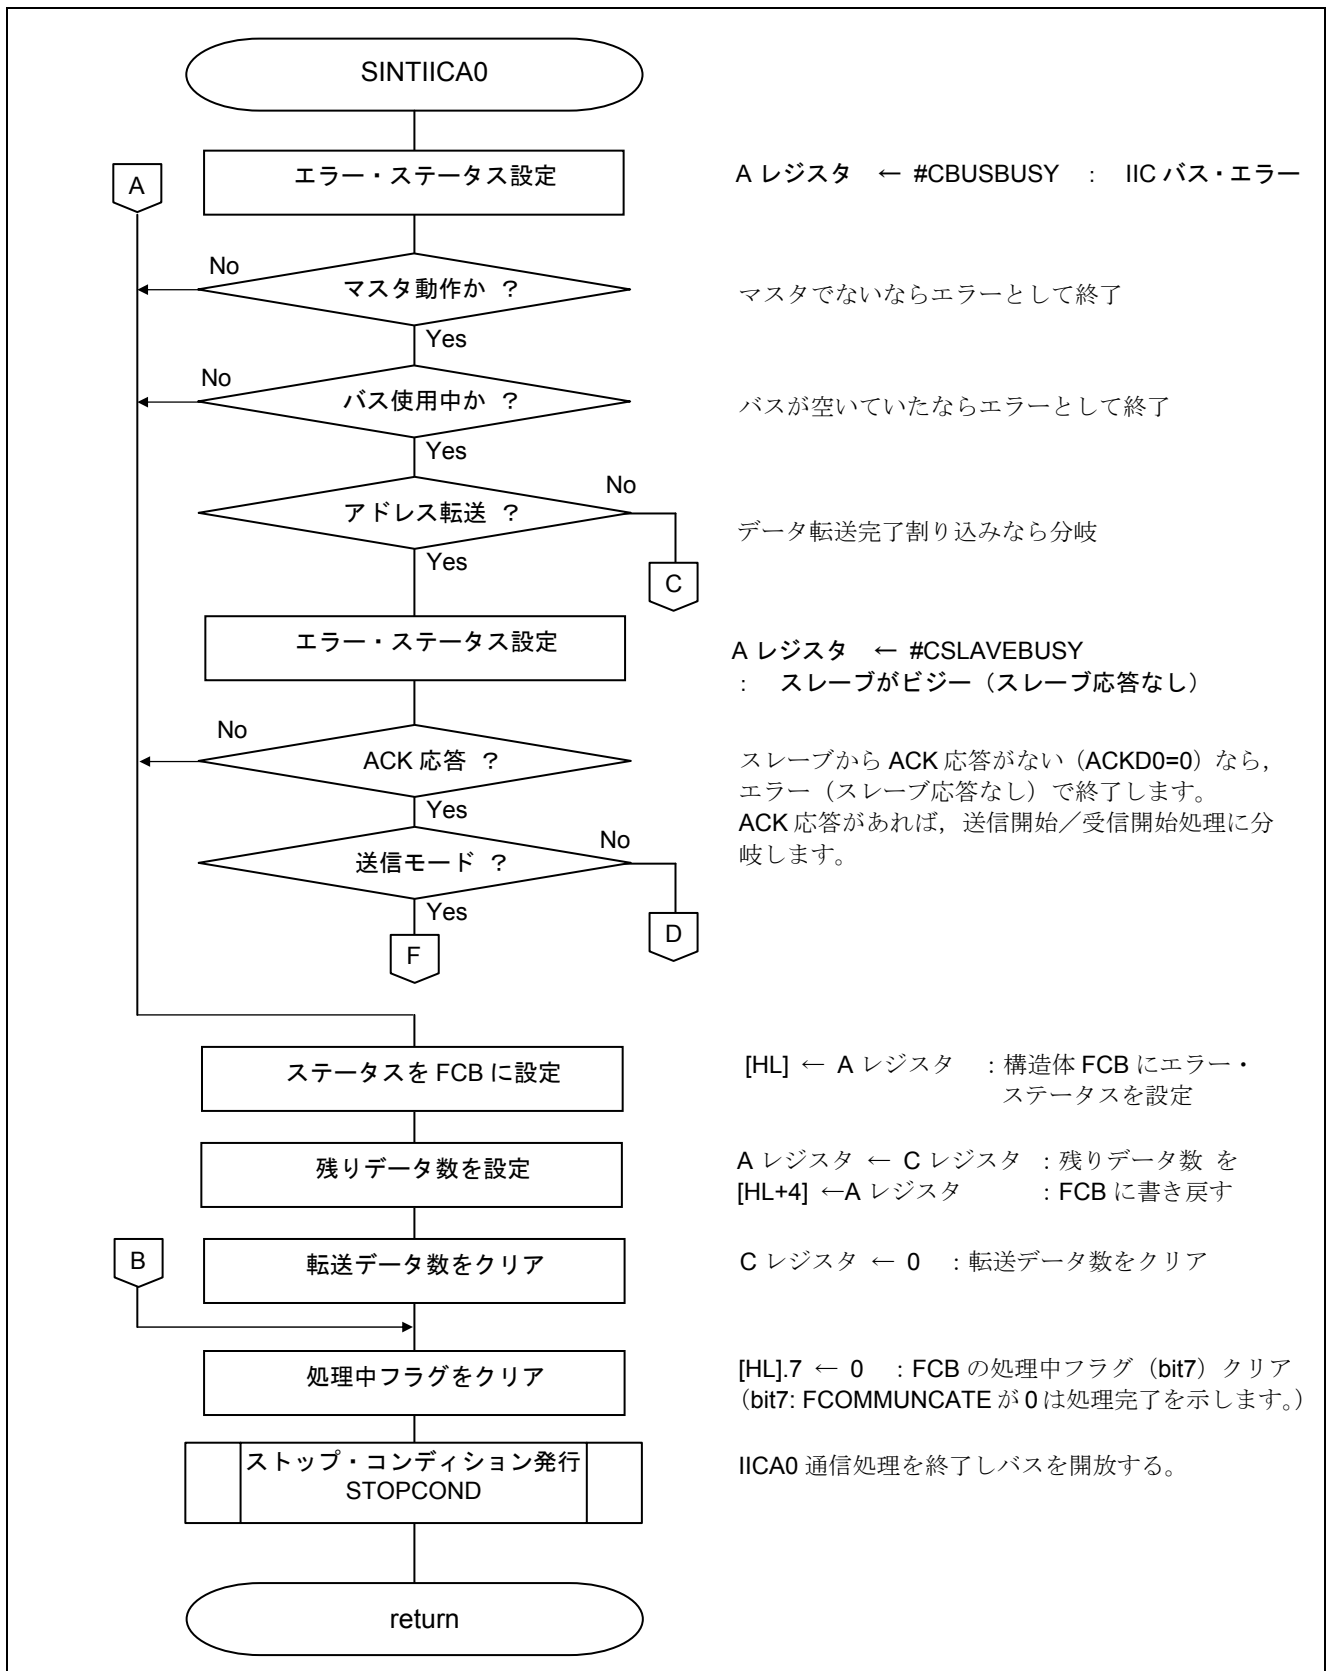 SINTIICA0
A
エラー・ステータス設定
A レジスタ ← #CBUSBUSY : IIC バス・エラー
No
マスタ動作か ?
マスタでないならエラーとして終了
Yes
No
バス使用中か ?
バスが空いていたならエラーとして終了
Yes
No
アドレス転送 ?
データ転送完了割り込みなら分岐
Yes
C
エラー・ステータス設定
A レジスタ ← #CSLAVEBUSY
: スレーブがビジー(スレーブ応答なし)
No
ACK 応答 ?
スレーブから ACK 応答がない(ACKD0=0)なら,
エラー(スレーブ応答なし)で終了します。
ACK 応答があれば,送信開始/受信開始処理に分
岐します。
Yes
No
送信モード ?
Yes
D
F
ステータスを FCB に設定
[HL] ← A レジスタ :構造体 FCB にエラー・
ステータスを設定
残りデータ数を設定
A レジスタ ← C レジスタ :残りデータ数 を
[HL+4] ←A レジスタ :FCB に書き戻す
B
転送データ数をクリア
C レジスタ ← 0 :転送データ数をクリア
処理中フラグをクリア
[HL].7 ← 0 :FCB の処理中フラグ(bit7)クリア
(bit7: FCOMMUNCATE が 0 は処理完了を示します。)
ストップ・コンディション発行
STOPCOND
IICA0 通信処理を終了しバスを開放する。
return